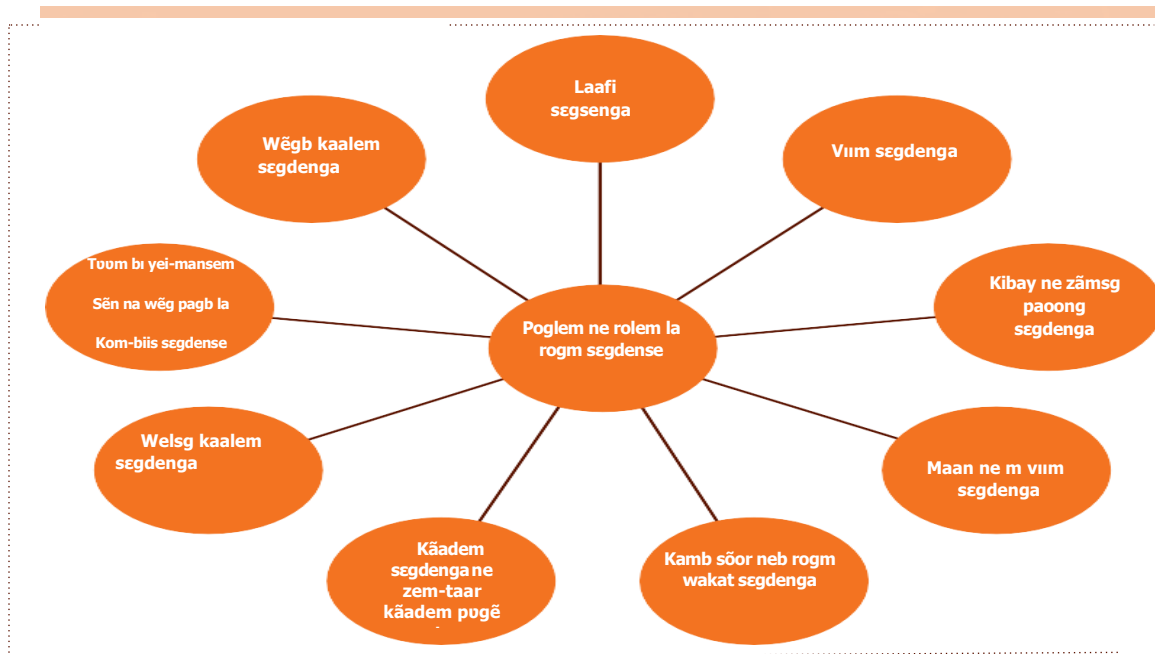 Laafi
sɛgsenga
Vɩɩm sɛgdenga
Kibay ne zãmsg
paoong
sɛgdenga
Maan ne m vɩɩm
sɛgdenga
Kamb sõor neb rogm
wakat sɛgdenga
Kãadem
sɛgdenga ne
zem-taar
kãadem pʋgẽ
Welsg kaalem
sɛgdenga
Tʋʋm bɩ yei-mansem
Sẽn na wẽg pagb la
Kom-biis sɛgdense
Wẽgb kaalem
sɛgdenga
Poglem ne rolem la
rogm sɛgdense